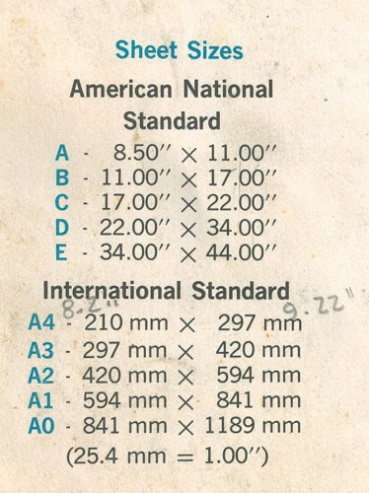 Sheet Sizes
American National
Standard
A - 8.50″ × 11.00″
B - 11.00″ × 17.00″
C - 17.00″ × 22.00″
D - 22.00″ × 34.00″
E - 34.00″ × 44.00″
International Standard
8.2" 9.22"
A4 - 210 mm × 297 mm
A3 - 297 mm × 420 mm
A2 - 420 mm × 594 mm
A1 - 594 mm × 841 mm
A0 - 841 mm × 1189 mm
(25.4 mm = 1.00″)